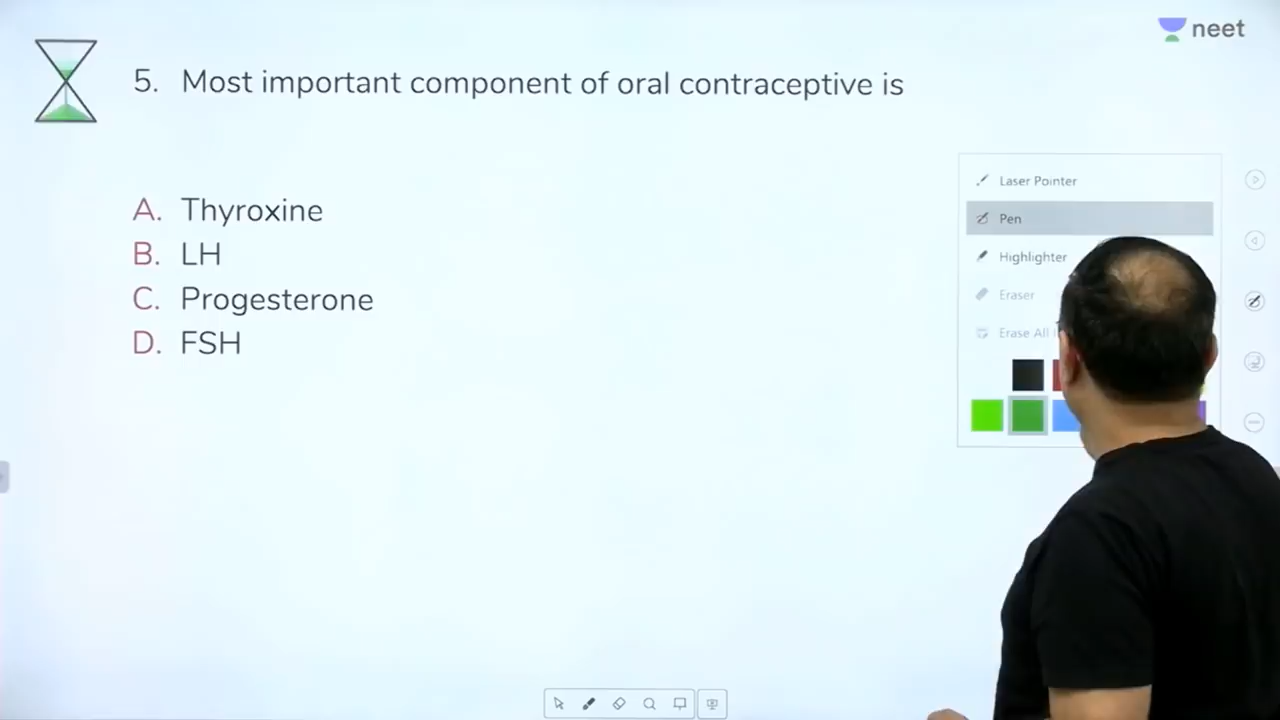 neet
5. Most important component of oral contraceptive is
A. Thyroxine
B. LH
C. Progesterone
D. FSH
Laser Pointer
Pen
Highlighter
Eraser
Erase All